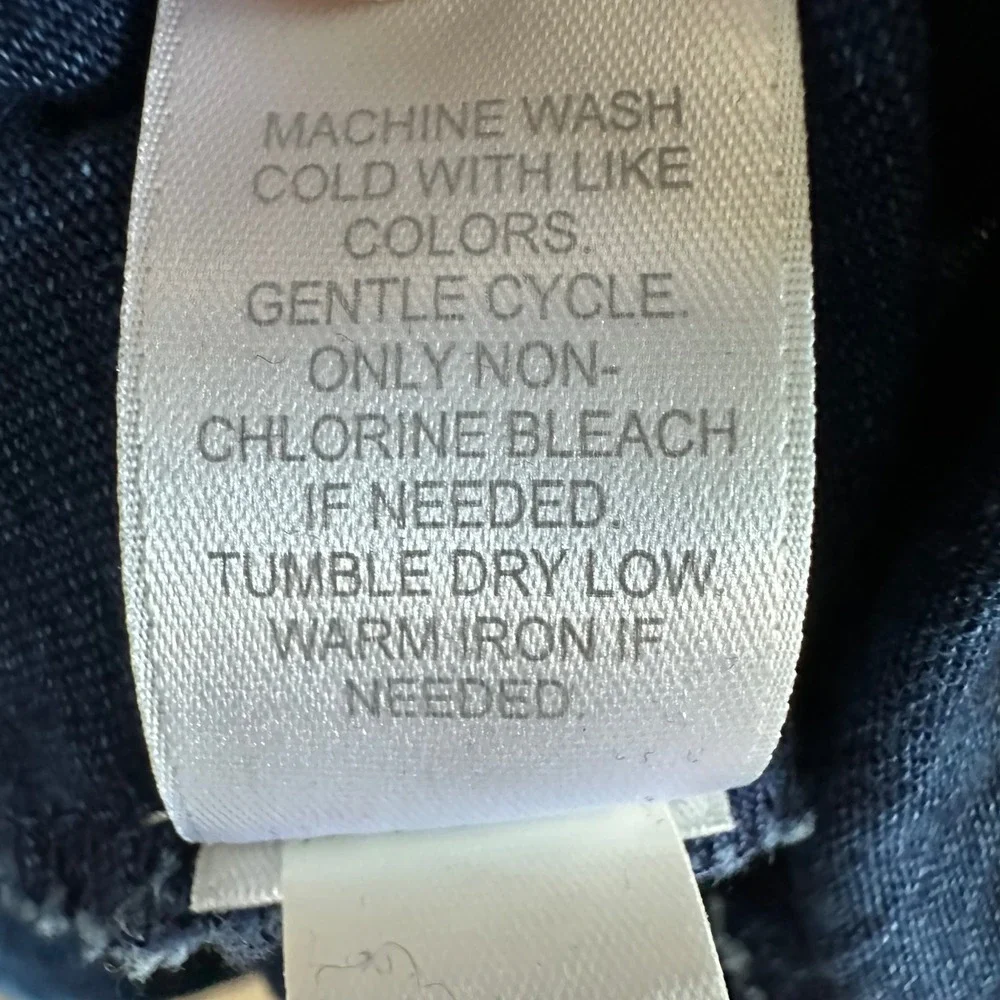 MACHINE WASH
COLD WITH LIKE
COLORS.
GENTLE CYCLE.
ONLY NON-
CHLORINE BLEACH
IF NEEDED.
TUMBLE DRY LOW.
WARM IRON IF
NEEDED.